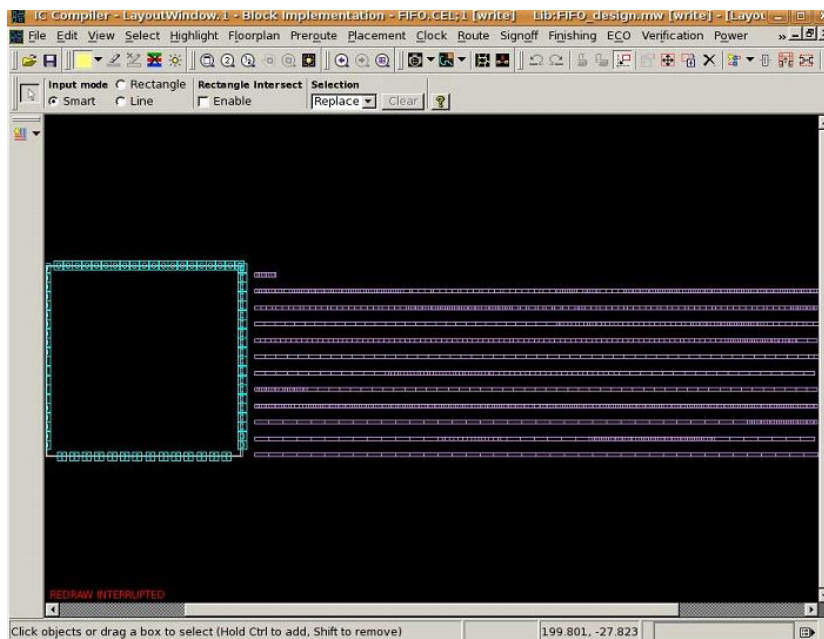 IC Compiler - LayoutWindow.1 - Block Implementation - FIFO.CEL;1 [write] Lib:FIFO_design.mw [write] - [Layou
File Edit View Select Highlight Floorplan Preroute Placement Clock Route Signoff Finishing ECO Verification Power »
Input mode Rectangle Rectangle Intersect Selection
Smart Line Enable Replace Clear ?
REDRAW INTERRUPTED
Click objects or drag a box to select (Hold Ctrl to add, Shift to remove) 199.801, -27.823